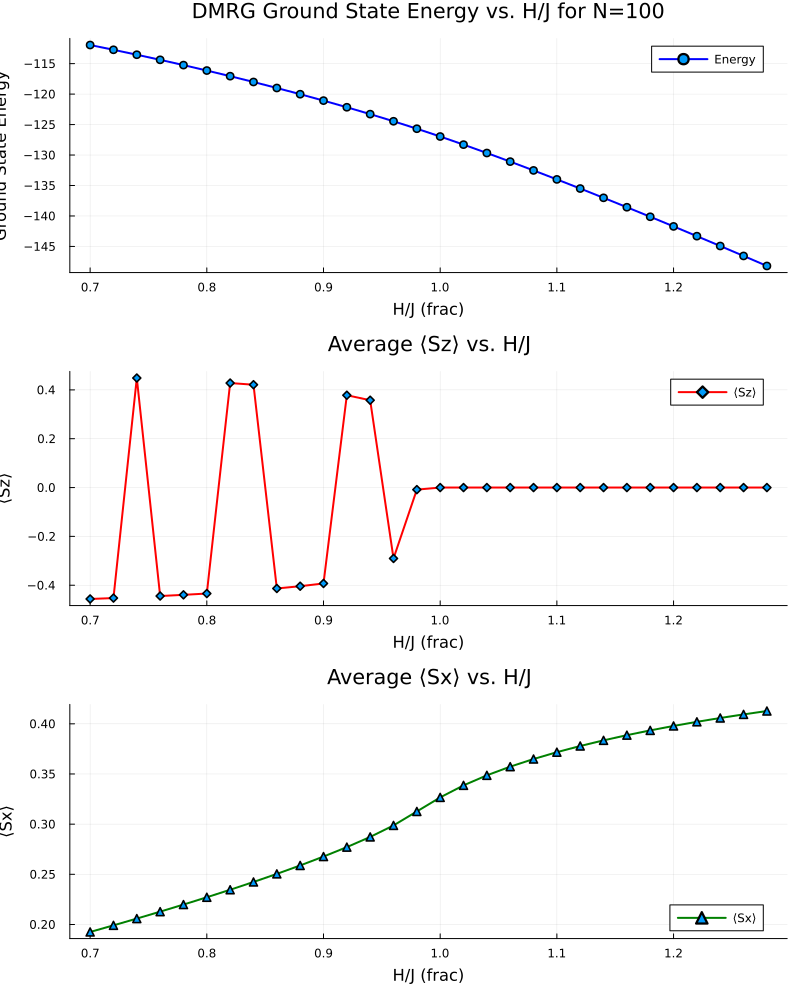 DMRG Ground State Energy vs. H/J for N=100
Energy
−115
−120
−125
−130
−135
−140
−145
0.7 0.8 0.9 1.0 1.1 1.2
H/J (frac)
Average ⟨Sz⟩ vs. H/J
⟨Sz⟩
⟨Sz⟩
0.4
0.2
0.0
−0.2
−0.4
0.7 0.8 0.9 1.0 1.1 1.2
H/J (frac)
Average ⟨Sx⟩ vs. H/J
⟨Sx⟩
0.40
0.35
0.30
0.25
0.20
⟨Sx⟩
0.7 0.8 0.9 1.0 1.1 1.2
H/J (frac)